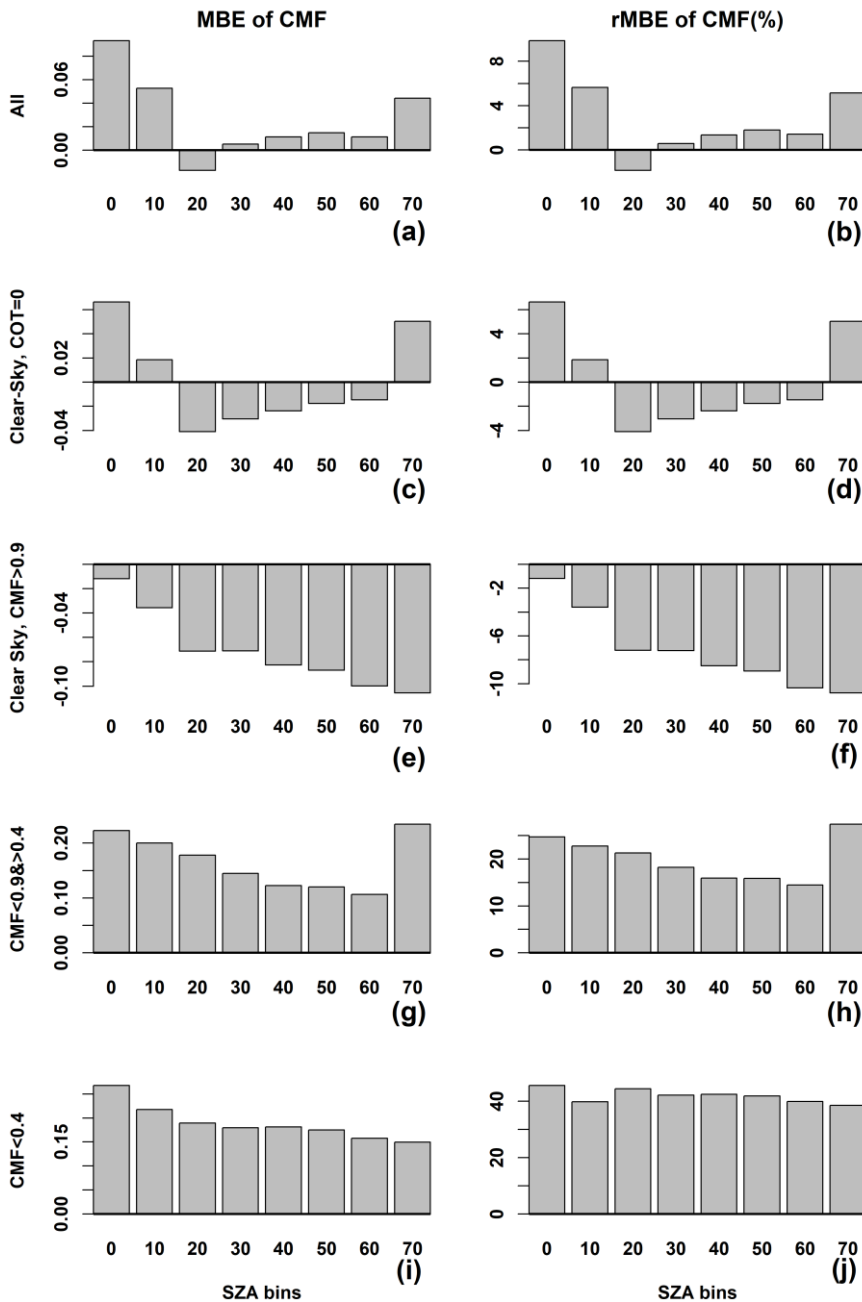 MBE of CMF
rMBE of CMF(%)
All
0.00 0.06
0 10 20 30 40 50 60 70
(a)
0 4 8
0 10 20 30 40 50 60 70
(b)
Clear-Sky, COT=0
-0.04 0.02
0 10 20 30 40 50 60 70
(c)
-4 0 4
0 10 20 30 40 50 60 70
(d)
Clear Sky, CMF>0.9
-0.10 -0.04
0 10 20 30 40 50 60 70
(e)
-10 -6 -2
0 10 20 30 40 50 60 70
(f)
CMF<0.9&>0.4
0.00 0.10 0.20
0 10 20 30 40 50 60 70
(g)
0 10 20
0 10 20 30 40 50 60 70
(h)
CMF<0.4
0.00 0.15
0 10 20 30 40 50 60 70
(i)
SZA bins
0 20 40
0 10 20 30 40 50 60 70
(j)
SZA bins